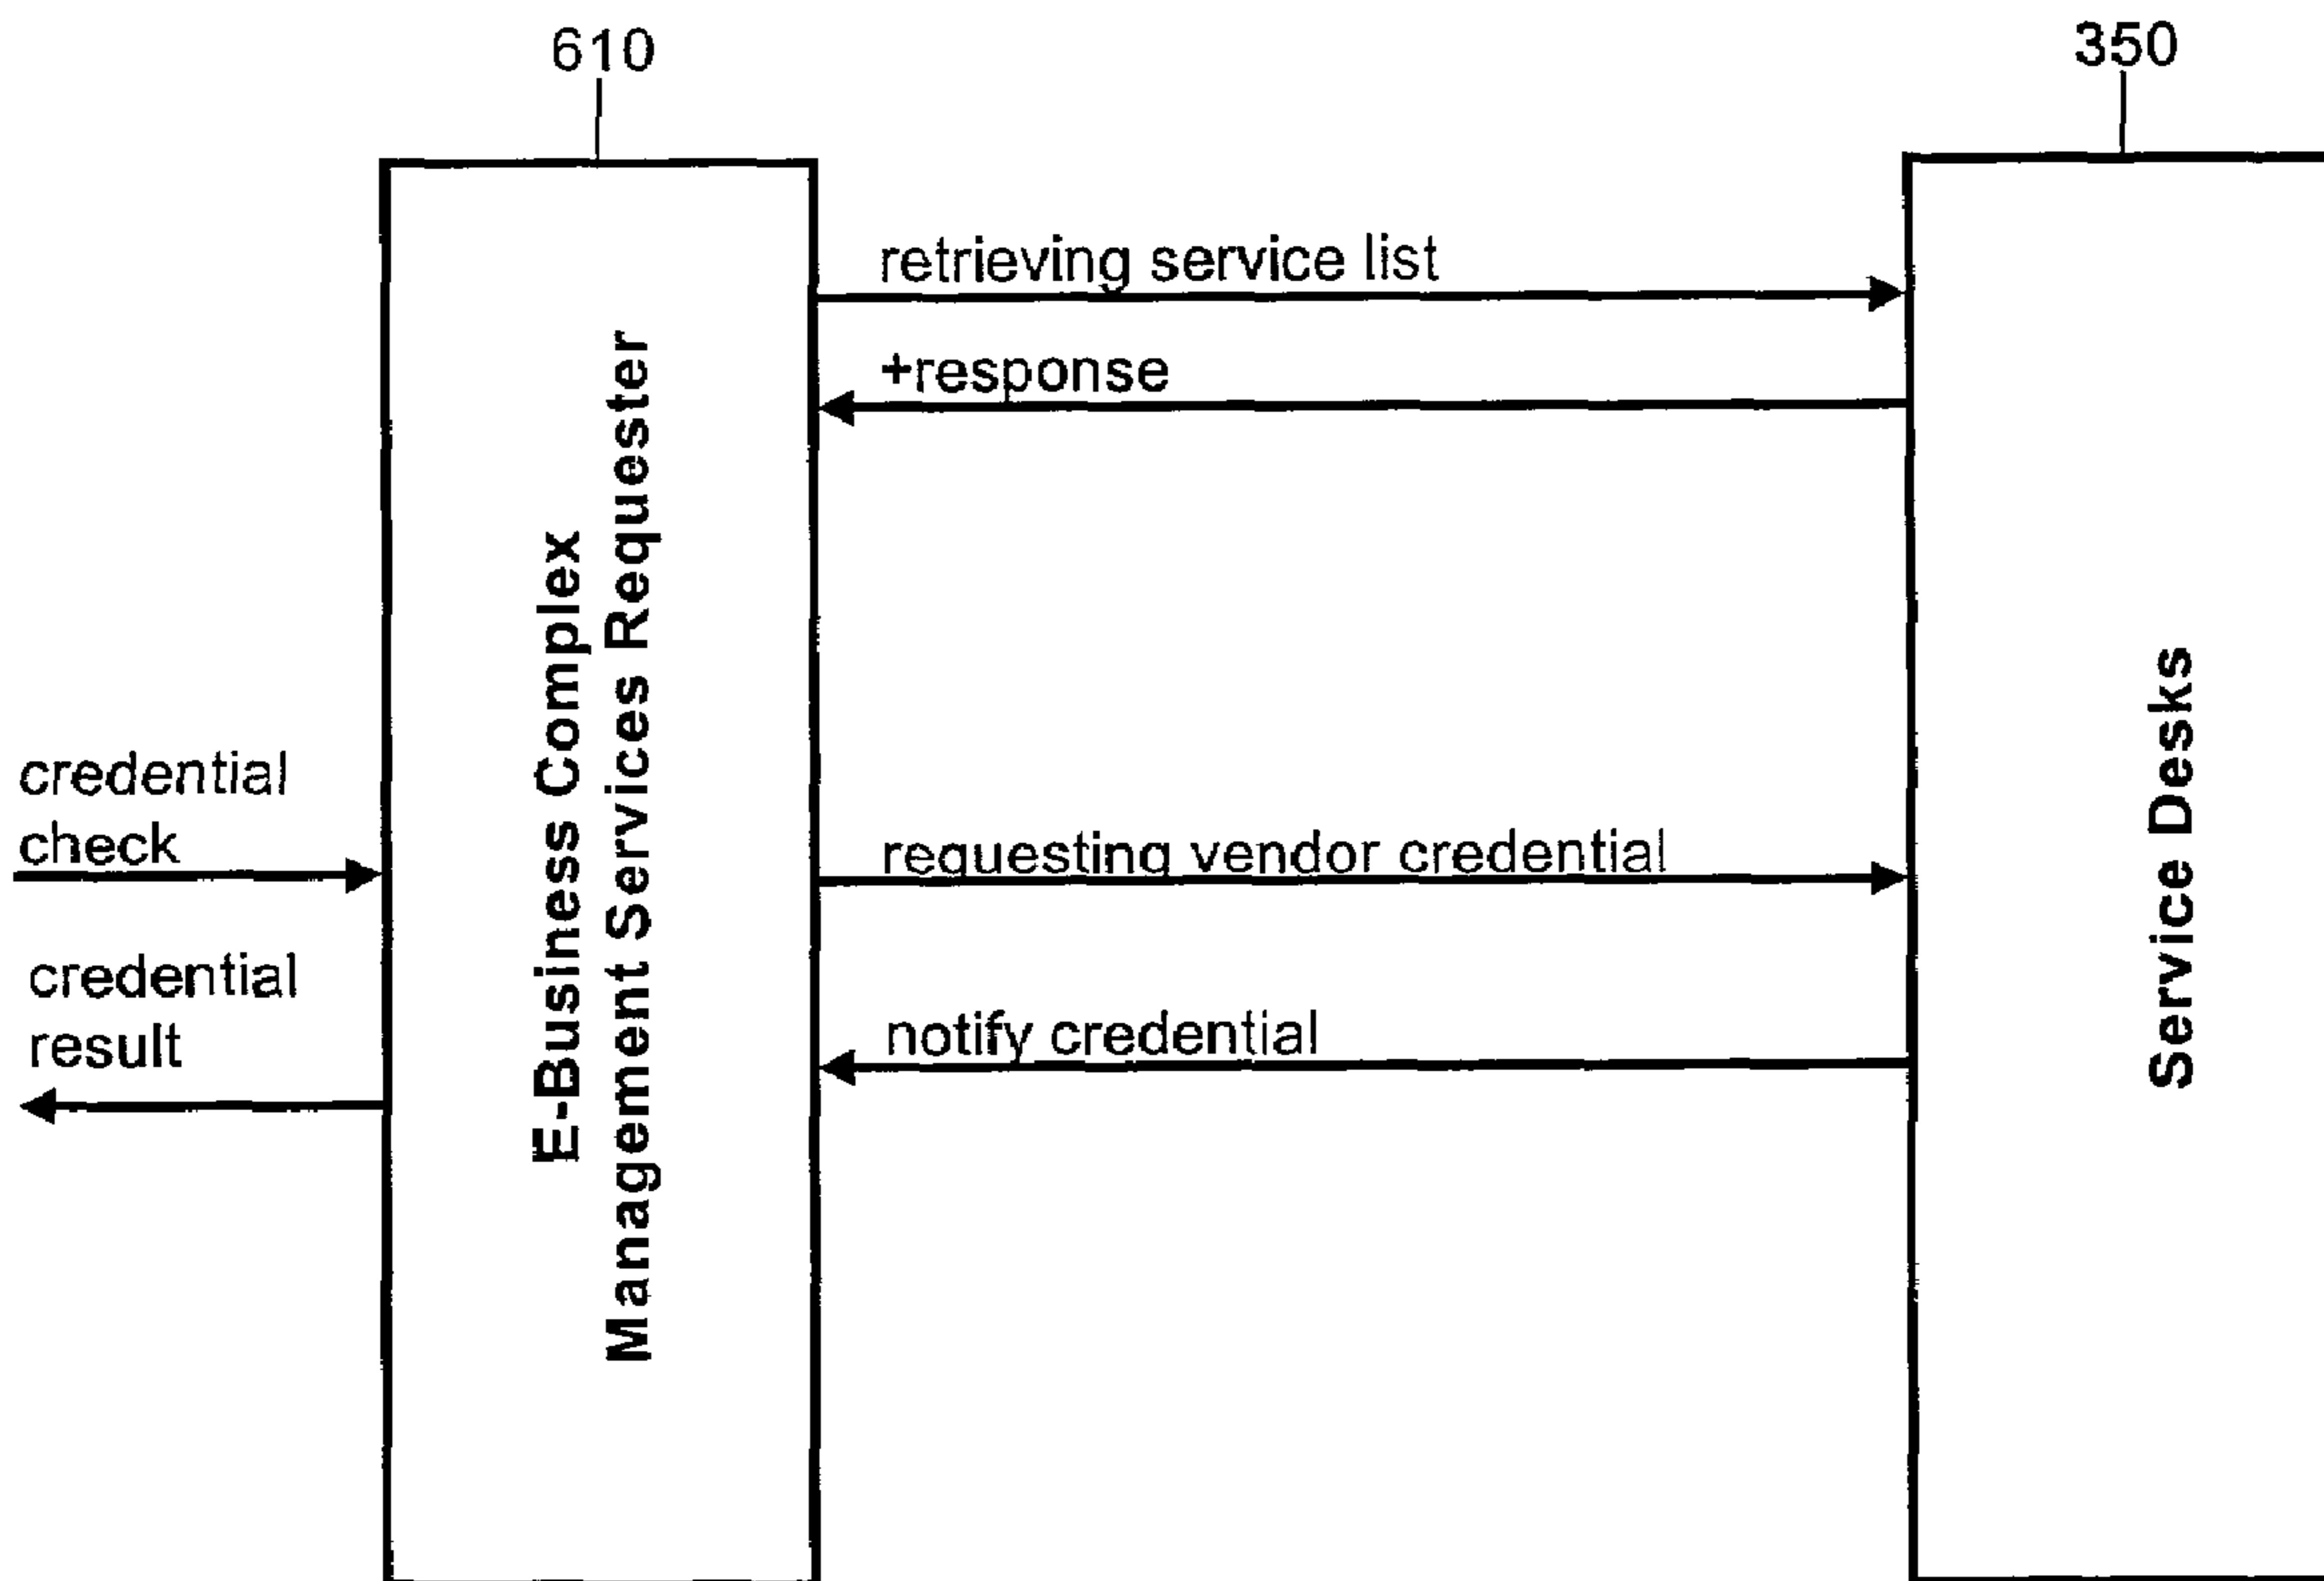 610
350
retrieving service list
+response
E-Business Complex
Management Services Requester
Service Desks
credential
check
requesting vendor credential
credential
result
notify credential